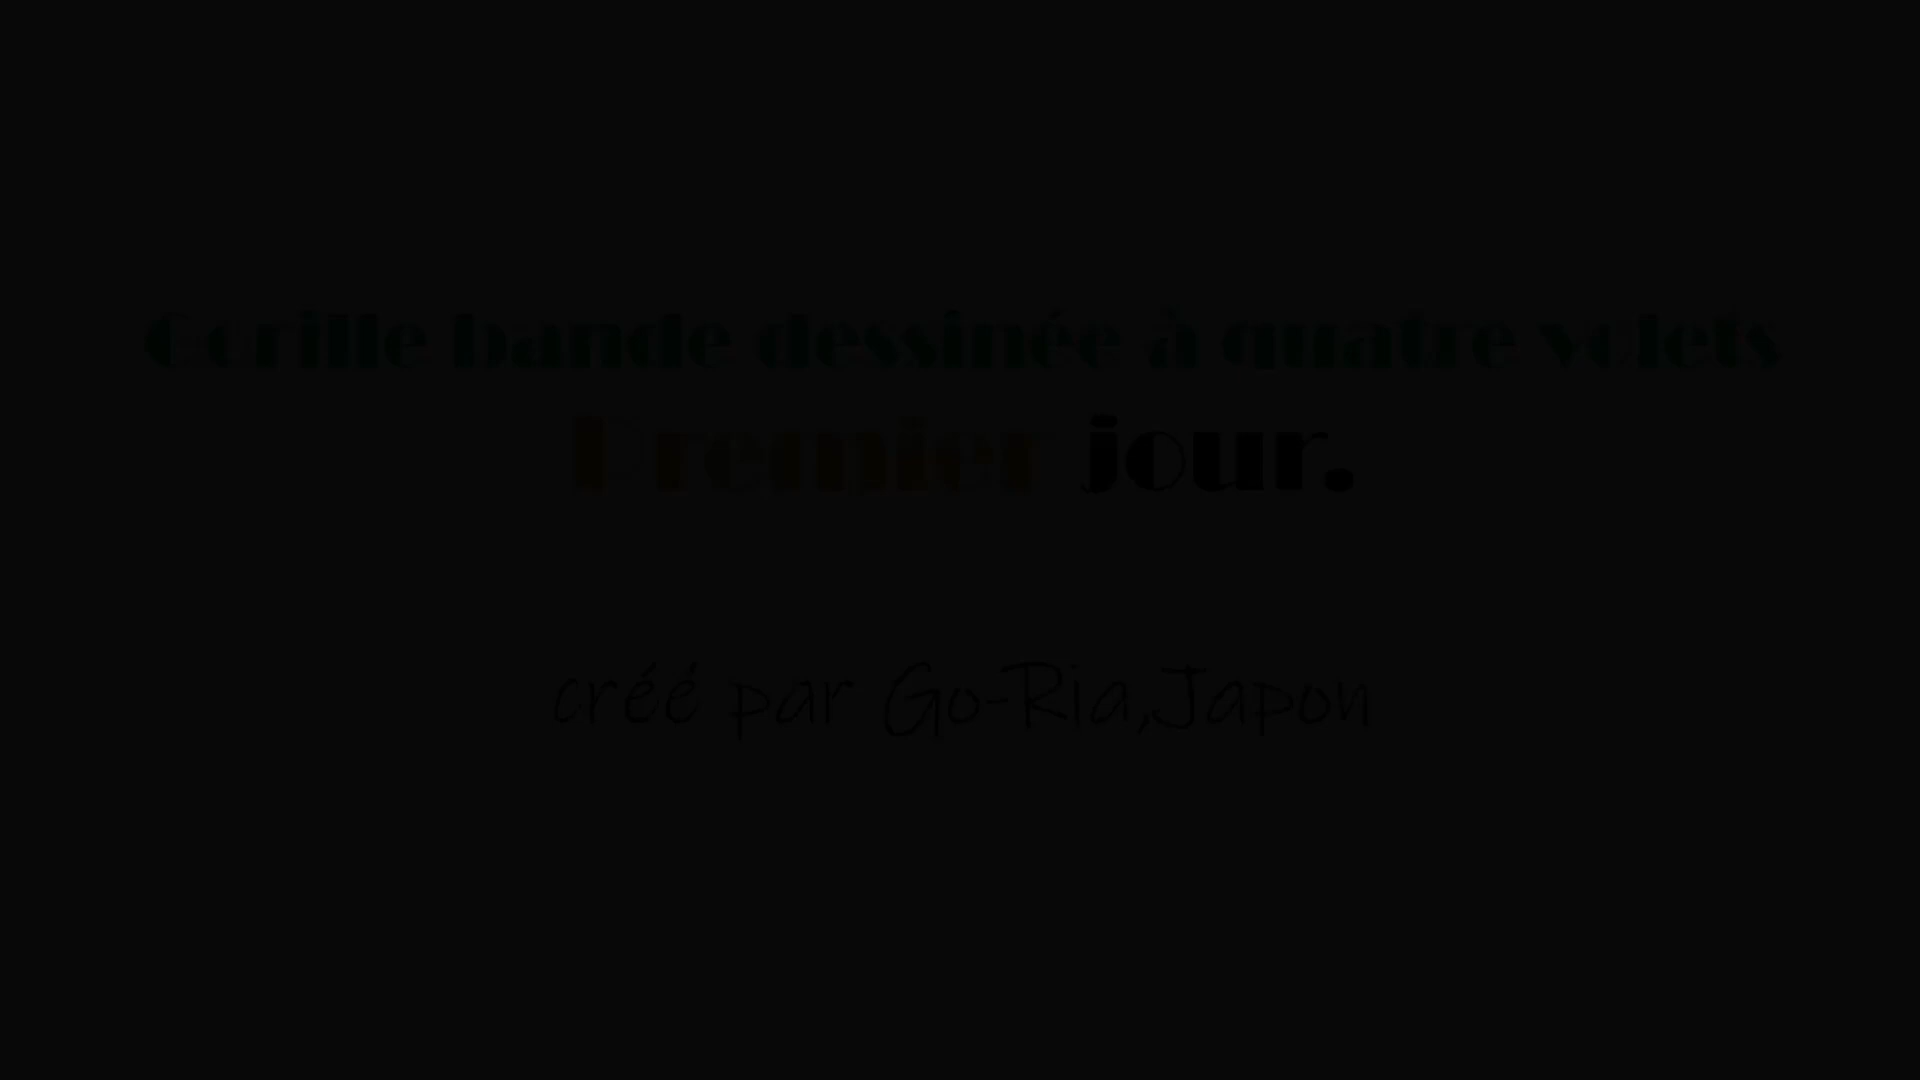 Gorille bande dessinée à quatre volets
Premier jour.
créé par Go-Ria,Japon